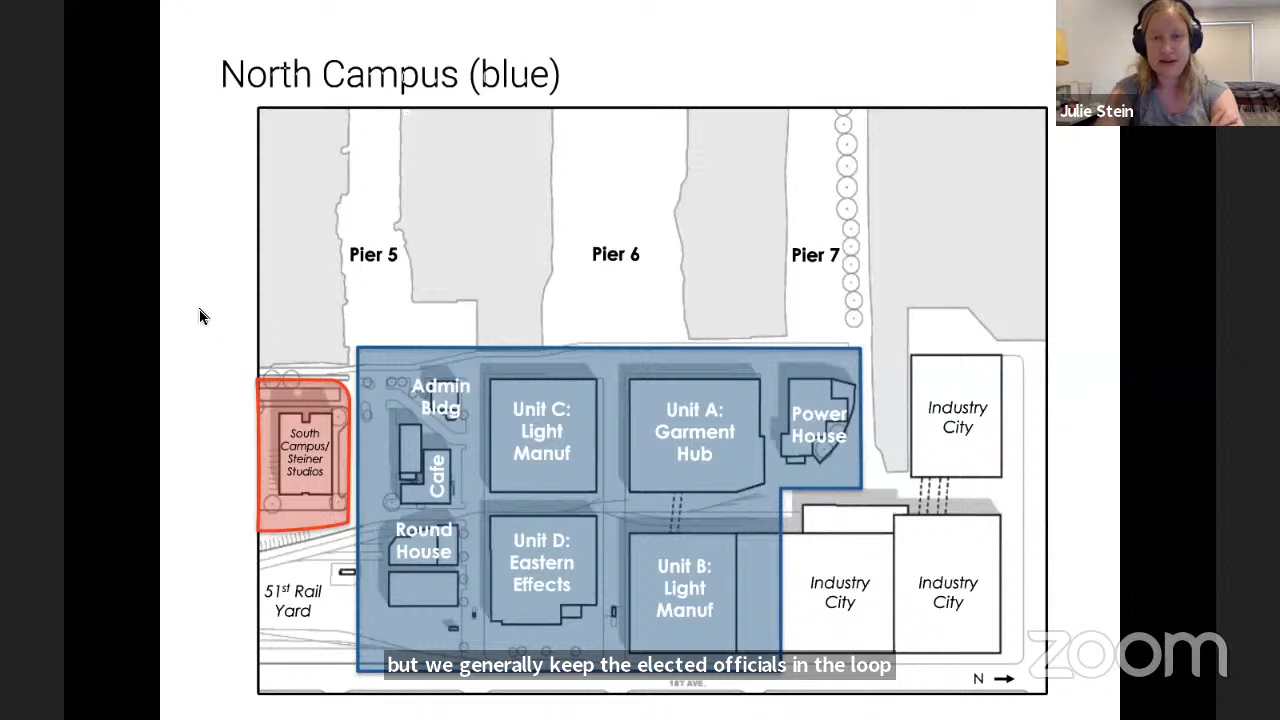 North Campus (blue)
Julie Stein
Pier 5
Pier 6
Pier 7
Admin
Bldg
Unit C:
Light
Manuf
Unit A:
Garment
Hub
Power
House
Industry
City
South
Campus/
Steiner
Studios
Cafe
Round
House
Unit D:
Eastern
Effects
Unit B:
Light
Manuf
Industry
City
Industry
City
51st Rail
Yard
but we generally keep the elected officials in the loop
1ST AVE.
N
zoom